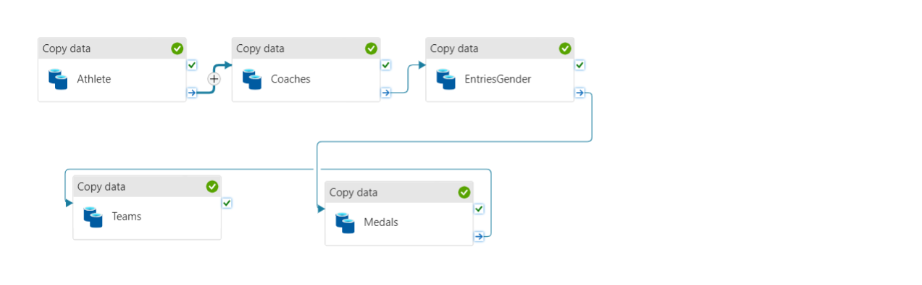 Copy data
Athlete
Copy data
Coaches
Copy data
EntriesGender
Copy data
Teams
Copy data
Medals